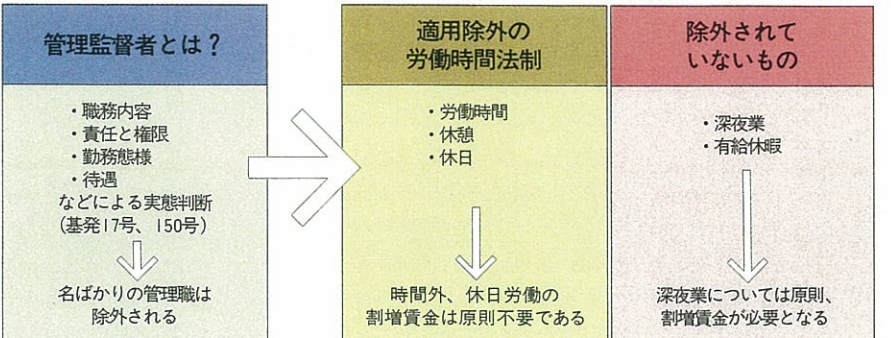 管理監督者とは？
・職務内容
・責任と権限
・勤務態様
・待遇
などによる実態判断
(基発17号、150号)
名ばかりの管理職は
除外される
適用除外の
労働時間法制
・労働時間
・休憩
・休日
時間外、休日労働の
割増賃金は原則不要である
除外されて
いないもの
・深夜業
・有給休暇
深夜業については原則、
割増賃金が必要となる